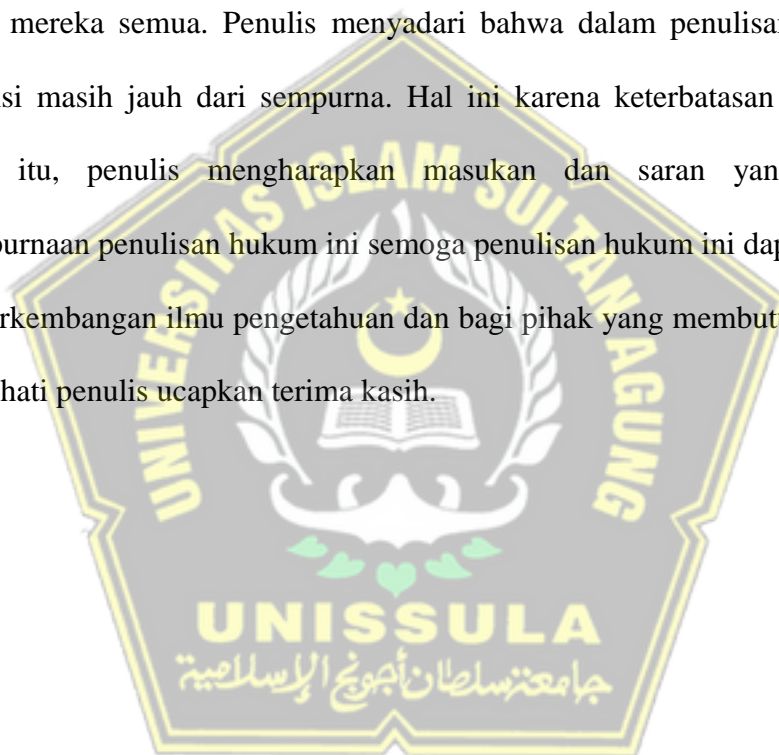 mereka semua. Penulis menyadari bahwa dalam penulisan
si masih jauh dari sempurna. Hal ini karena keterbatasan
itu, penulis mengharapkan masukan dan saran yan
urnaan penulisan hukum ini semoga penulisan hukum ini dap
rkembangan ilmu pengetahuan dan bagi pihak yang membut
hati penulis ucapkan terima kasih.
UNIVERSITAS ISLAM SULTAN AGUNG
UNISSULA
جامعة سلطان أجونج الإسلامية